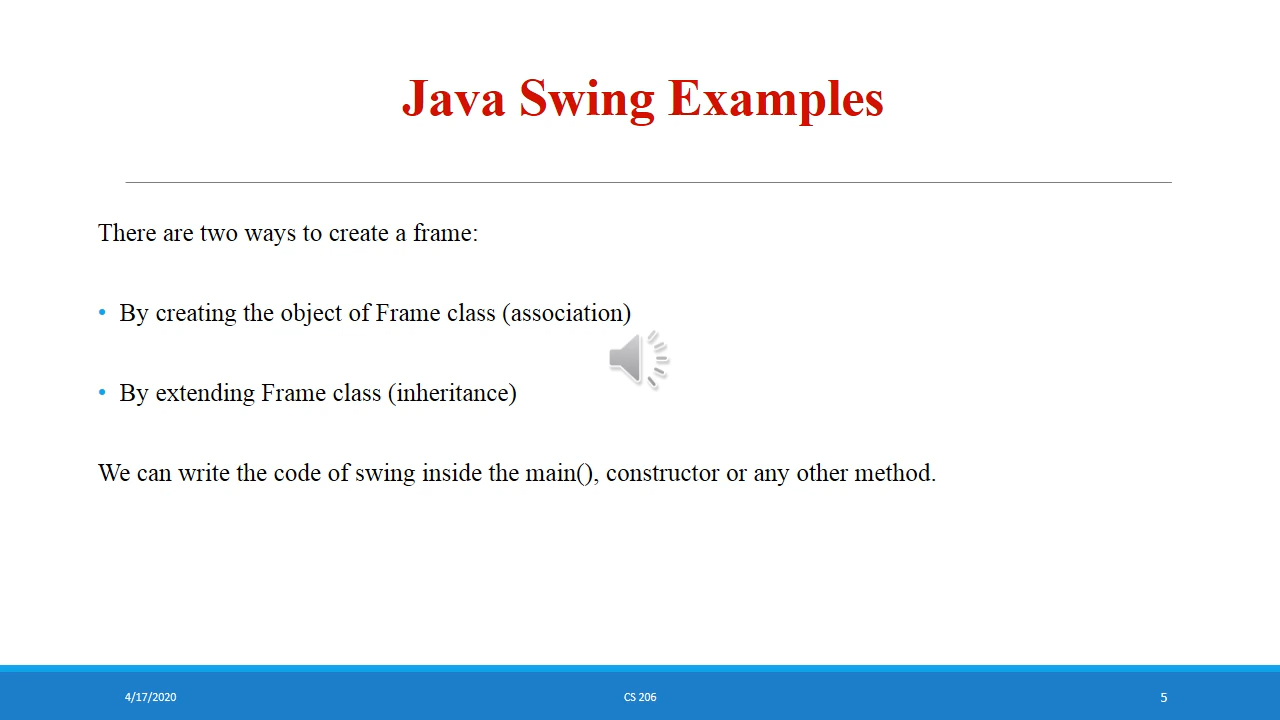 Java Swing Examples
There are two ways to create a frame:
• By creating the object of Frame class (association)
• By extending Frame class (inheritance)
We can write the code of swing inside the main(), constructor or any other method.
4/17/2020
CS 206
5